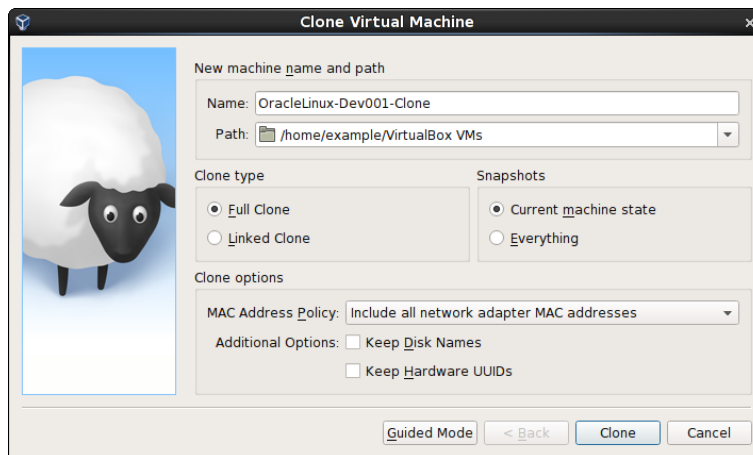 Clone Virtual Machine
New machine name and path
Name: OracleLinux-Dev001-Clone
Path: /home/example/VirtualBox VMs
Clone type
Full Clone
Linked Clone
Snapshots
Current machine state
Everything
Clone options
MAC Address Policy: Include all network adapter MAC addresses
Additional Options: Keep Disk Names
Keep Hardware UUIDs
Guided Mode < Back Clone Cancel